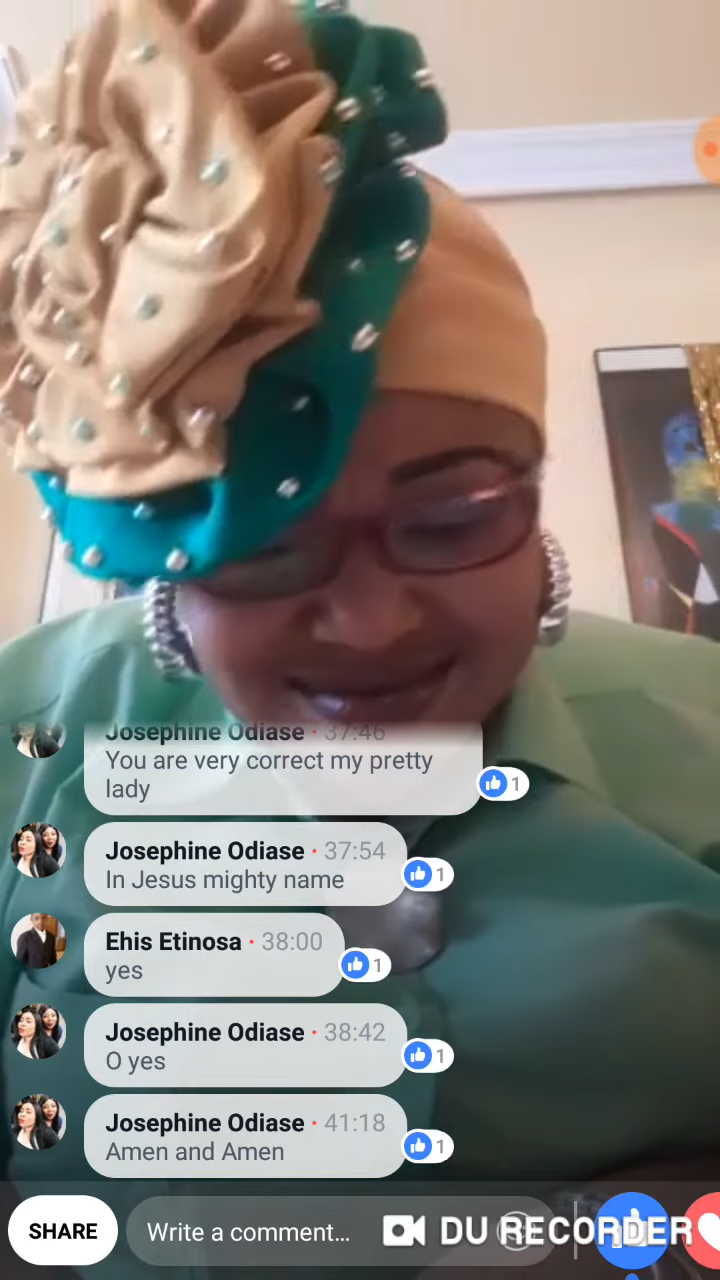 Josephine Odiase · 37:46
You are very correct my pretty
lady
1
Josephine Odiase · 37:54
In Jesus mighty name
1
Ehis Etinosa · 38:00
yes
1
Josephine Odiase · 38:42
O yes
1
Josephine Odiase · 41:18
Amen and Amen
1
SHARE
Write a comment...
DU RECORDER